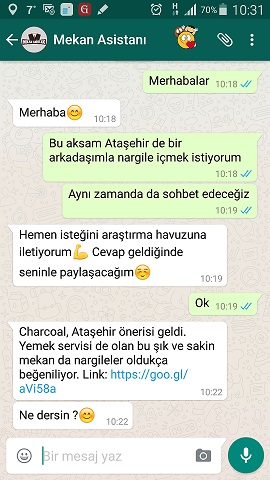 7°
70%
10:31
Mekan Asistanı
Merhabalar
10:18
Merhaba😊
10:18
Bu aksam Ataşehir de bir
arkadaşımla nargile içmek istiyorum
10:18
Aynı zamanda da sohbet edeceğiz
10:19
Hemen isteğini araştırma havuzuna
iletiyorum💪 Cevap geldiğinde
seninle paylaşacağım☺️
10:19
Ok
10:19
Charcoal, Ataşehir önerisi geldi.
Yemek servisi de olan bu şık ve sakin
mekan da nargileler oldukça
beğeniliyor. Link: https://goo.gl/
aVi58a
10:22
Ne dersin ?😊
10:22
Bir mesaj yaz